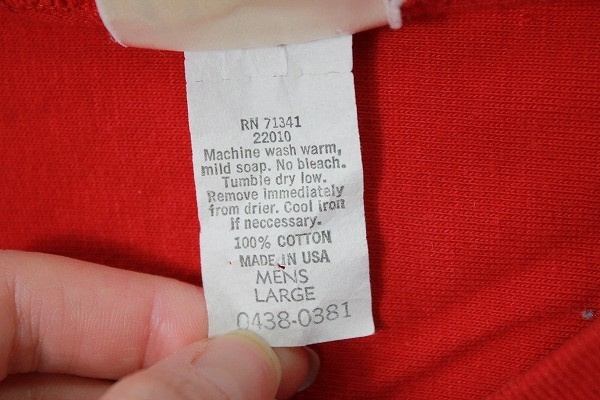 RN 71341
22010
Machine wash warm,
mild soap. No bleach.
Tumble dry low.
Remove immediately
from drier. Cool iron
if neccessary.
100% COTTON
MADE IN USA
MENS
LARGE
0438-0381